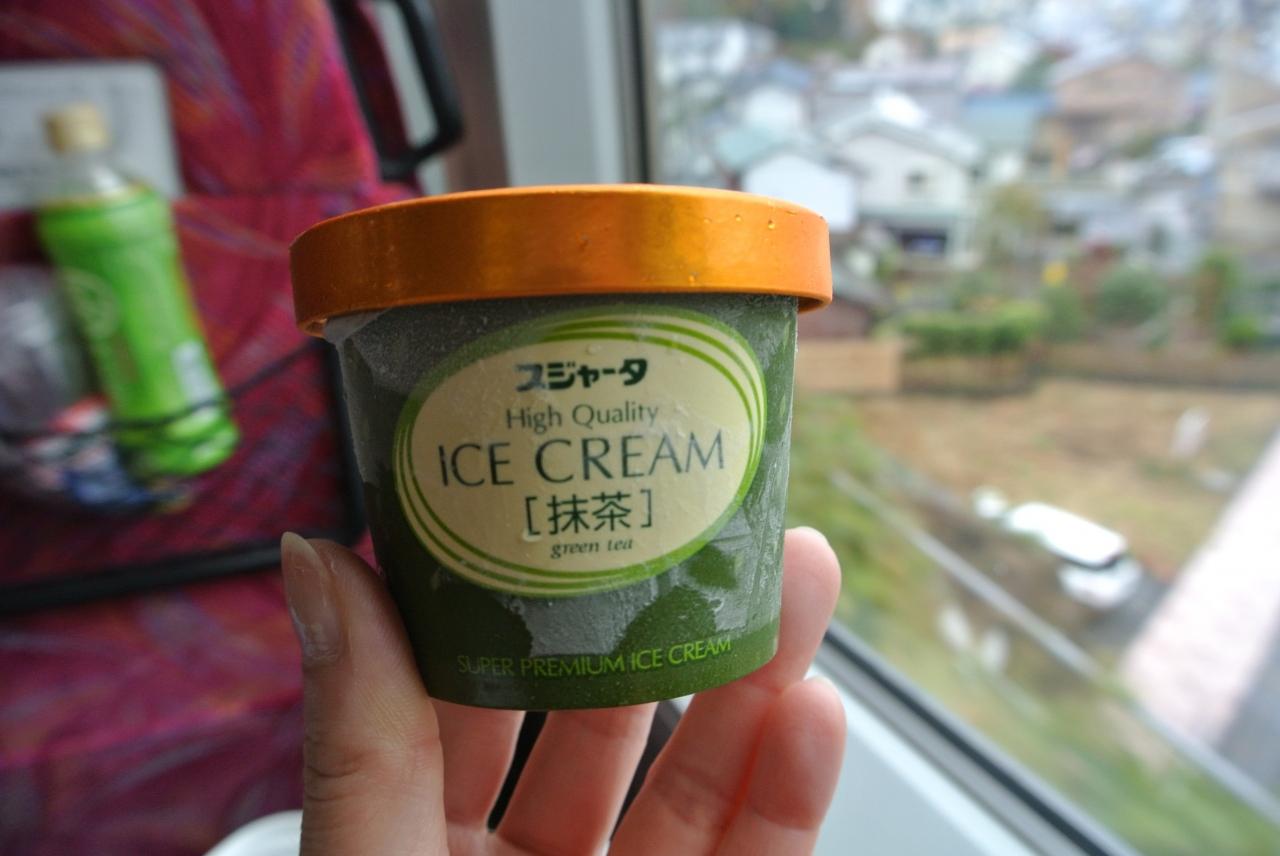 スジャータ
High Quality
ICE CREAM
[抹茶]
green tea
SUPER PREMIUM ICE CREAM